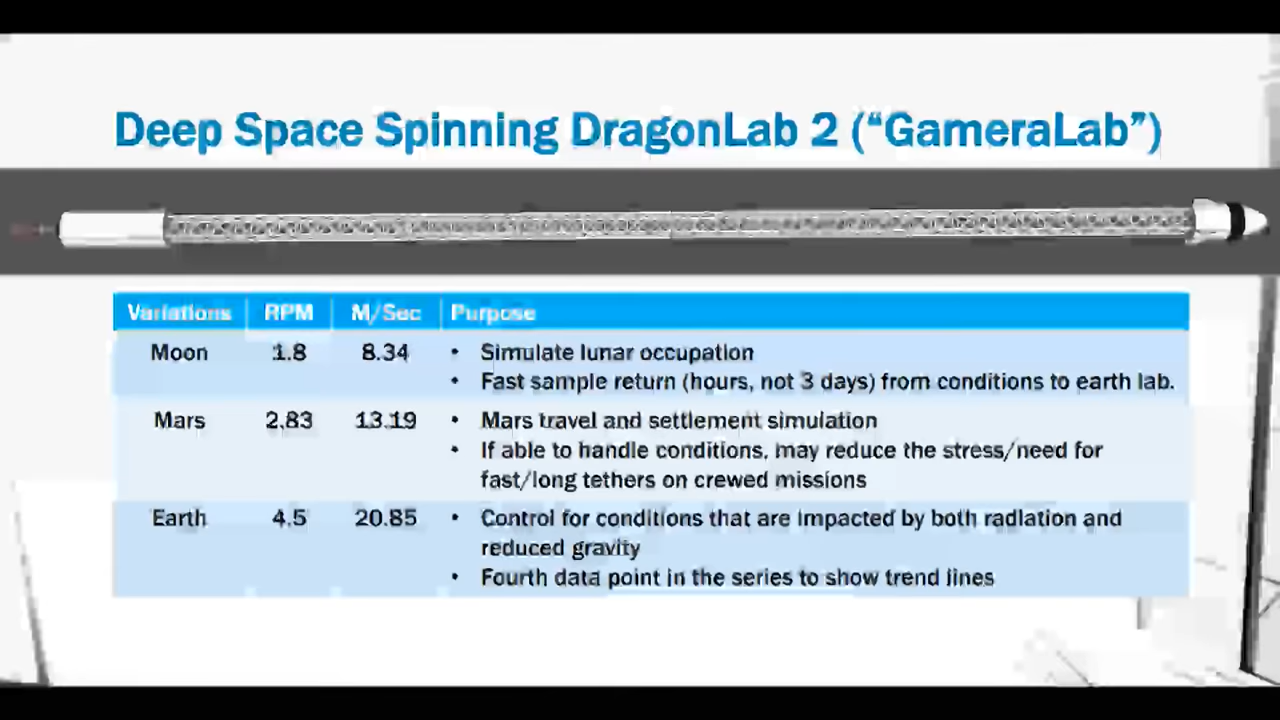 Deep Space Spinning DragonLab 2 ("GameraLab")
Variations RPM M/Sec Purpose
Moon 1.8 8.34 • Simulate lunar occupation
• Fast sample return (hours, not 3 days) from conditions to earth lab.
Mars 2.83 13.19 • Mars travel and settlement simulation
• If able to handle conditions, may reduce the stress/need for
fast/long tethers on crewed missions
Earth 4.5 20.85 • Control for conditions that are impacted by both radiation and
reduced gravity
• Fourth data point in the series to show trend lines